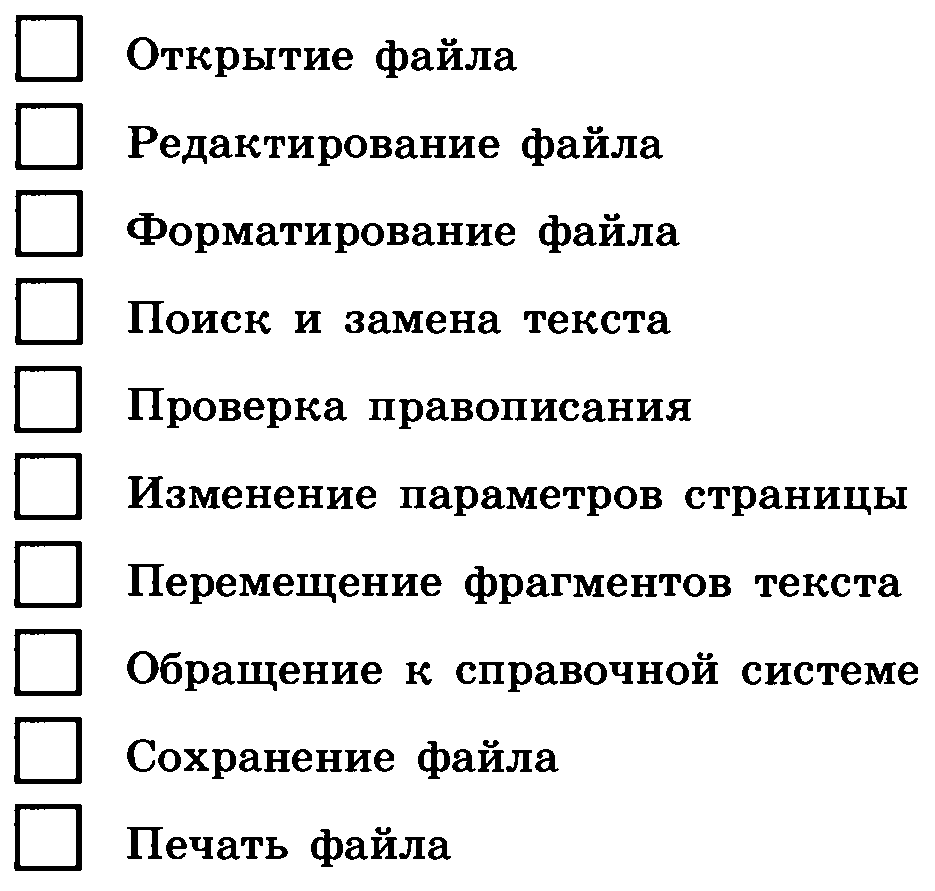 Открытие файла
Редактирование файла
Форматирование файла
Поиск и замена текста
Проверка правописания
Изменение параметров страницы
Перемещение фрагментов текста
Обращение к справочной системе
Сохранение файла
Печать файла